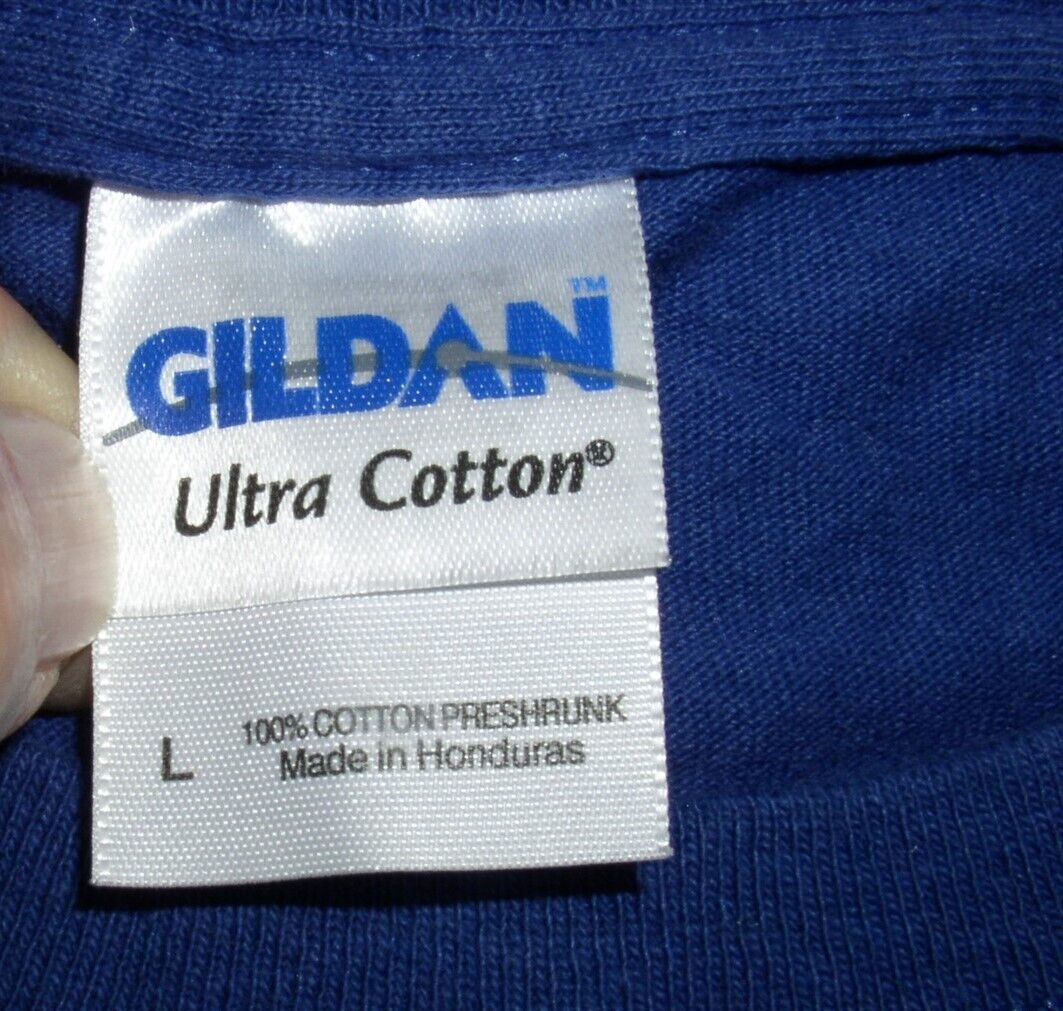 GILDAN™
Ultra Cotton®
L
100% COTTON PRESHRUNK
Made in Honduras